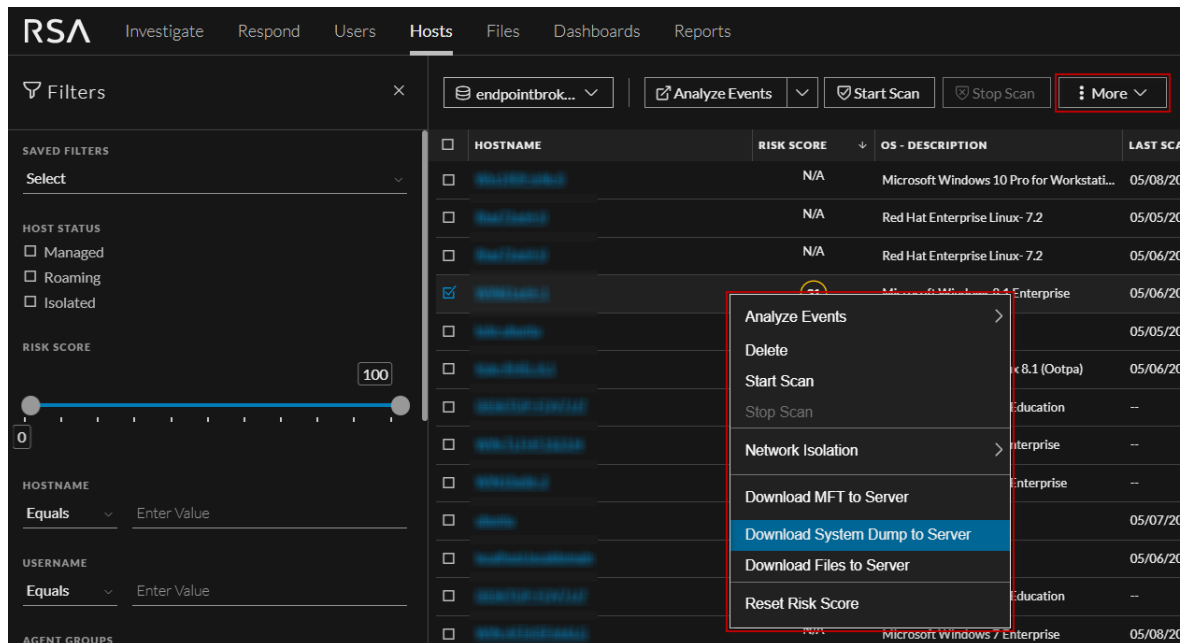 RSA Investigate Respond Users Hosts Files Dashboards Reports
Filters
endpointbrok... Analyze Events Start Scan Stop Scan More
SAVED FILTERS
Select
HOST STATUS
Managed
Roaming
Isolated
RISK SCORE
100
0
HOSTNAME
Equals Enter Value
USERNAME
Equals Enter Value
AGENT GROUPS
HOSTNAME RISK SCORE OS - DESCRIPTION LAST SCA
N/A Microsoft Windows 10 Pro for Workstati... 05/08/20
N/A Red Hat Enterprise Linux- 7.2 05/05/20
N/A Red Hat Enterprise Linux- 7.2 05/06/20
Enterprise 05/06/20
05/05/20
8.1 (Ootpa) 05/06/20
Education --
nterprise --
Enterprise --
05/07/20
05/06/20
Education --
N/A Microsoft Windows 7 Enterprise 05/08/20
Analyze Events
Delete
Start Scan
Stop Scan
Network Isolation
Download MFT to Server
Download System Dump to Server
Download Files to Server
Reset Risk Score